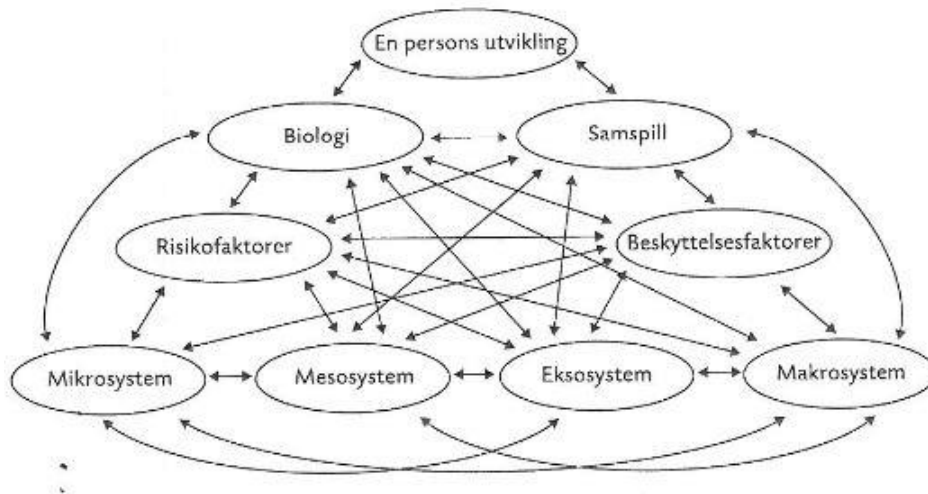 En persons utvikling
Biologi
Samspill
Risikofaktorer
Beskyttelsesfaktorer
Mikrosystem
Mesosystem
Eksosystem
Makrosystem